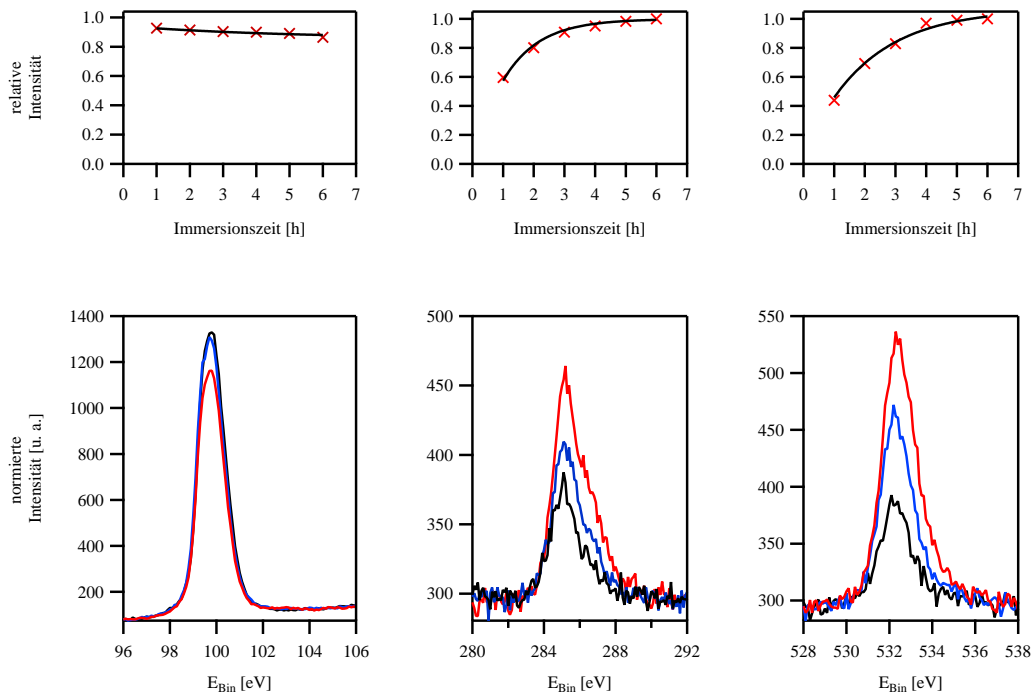 relative
Intensität
1.0
0.8
0.6
0.4
0.2
0.0
0 1 2 3 4 5 6 7
Immersionszeit [h]
1.0
0.8
0.6
0.4
0.2
0.0
0 1 2 3 4 5 6 7
Immersionszeit [h]
1.0
0.8
0.6
0.4
0.2
0.0
0 1 2 3 4 5 6 7
Immersionszeit [h]
normierte
Intensität [u. a.]
1400
1200
1000
800
600
400
200
96 98 100 102 104 106
E_Bin [eV]
500
450
400
350
300
280 284 288 292
E_Bin [eV]
550
500
450
400
350
300
528 530 532 534 536 538
E_Bin [eV]